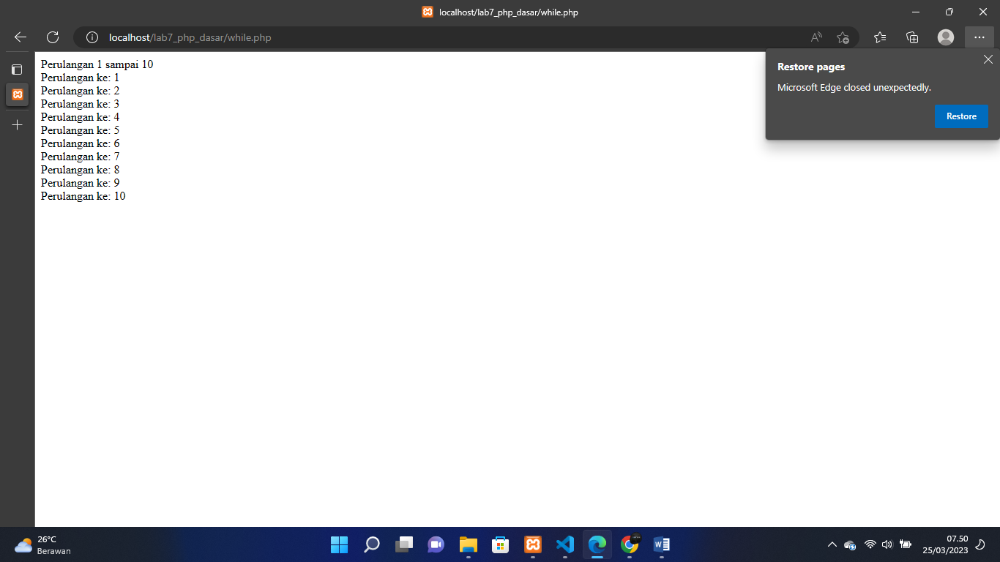 localhost/lab7_php_dasar/while.php
localhost/lab7_php_dasar/while.php
Perulangan 1 sampai 10
Perulangan ke: 1
Perulangan ke: 2
Perulangan ke: 3
Perulangan ke: 4
Perulangan ke: 5
Perulangan ke: 6
Perulangan ke: 7
Perulangan ke: 8
Perulangan ke: 9
Perulangan ke: 10
Restore pages
Microsoft Edge closed unexpectedly.
Restore
26°C
Berawan
07.50
25/03/2023